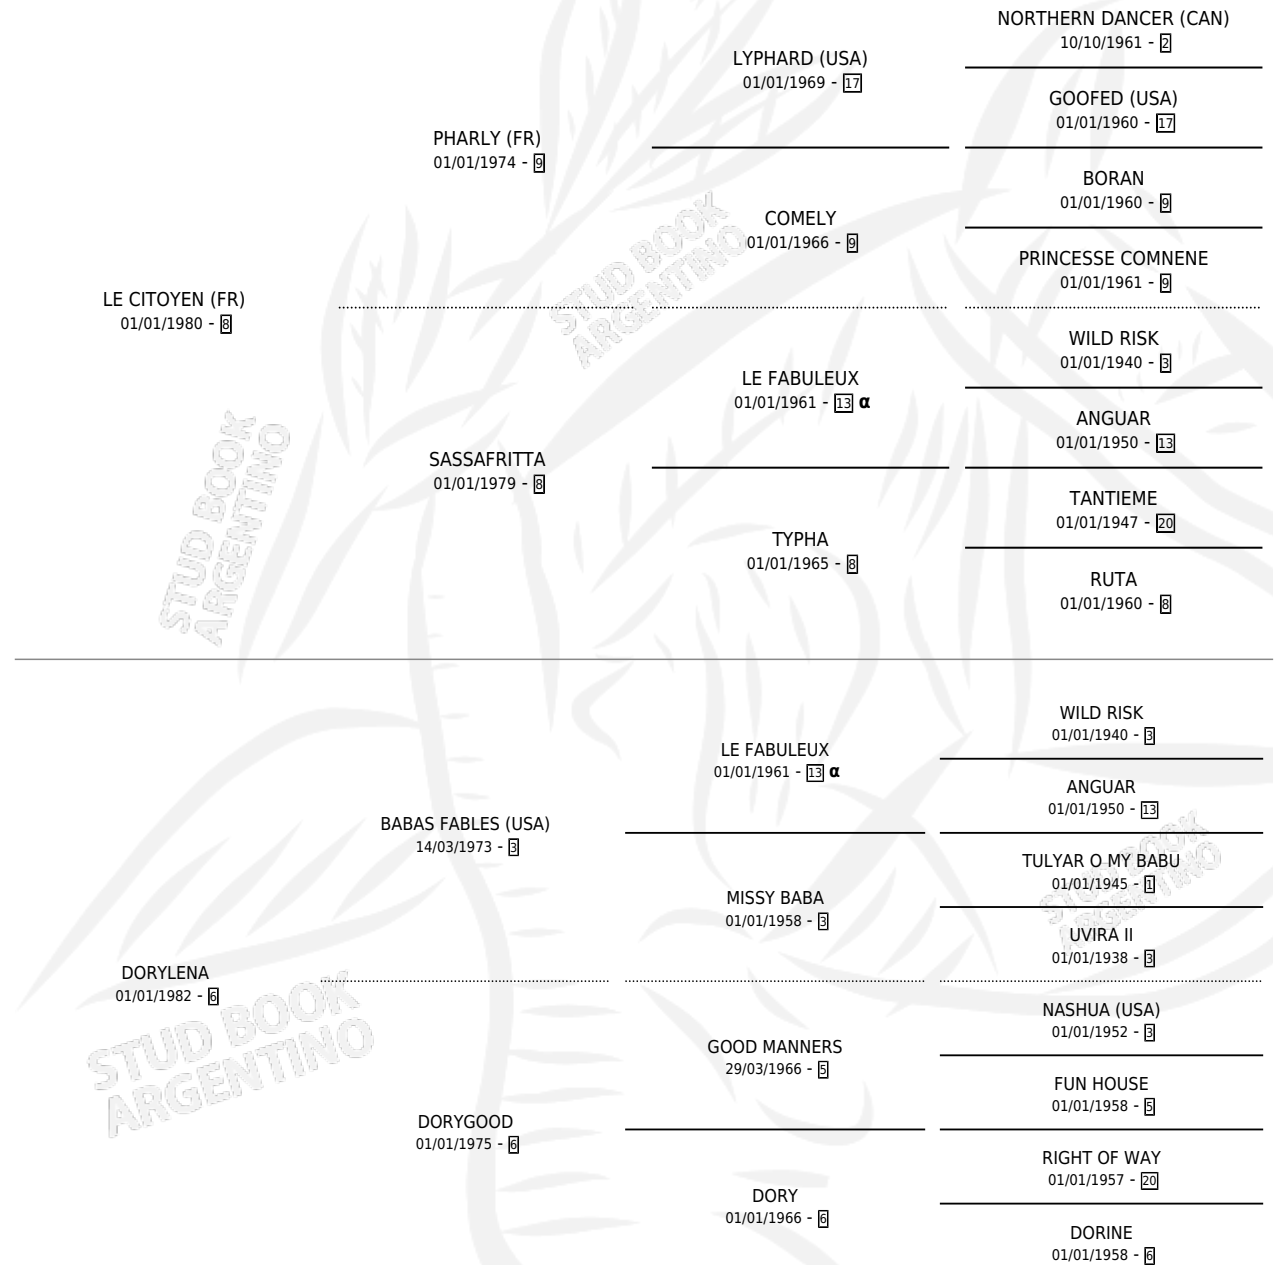 NORTHERN DANCER (CAN)
10/10/1961 - 2
LYPHARD (USA)
01/01/1969 - 17
GOOFED (USA)
01/01/1960 - 17
PHARLY (FR)
01/01/1974 - 9
BORAN
01/01/1960 - 9
COMELY
01/01/1966 - 9
PRINCESSE COMNENE
01/01/1961 - 9
LE CITOYEN (FR)
01/01/1980 - 8
WILD RISK
01/01/1940 - 3
LE FABULEUX
01/01/1961 - 13 α
ANGUAR
01/01/1950 - 13
SASSAFRITTA
01/01/1979 - 8
TANTIEME
01/01/1947 - 20
TYPHA
01/01/1965 - 8
RUTA
01/01/1960 - 8
WILD RISK
01/01/1940 - 3
LE FABULEUX
01/01/1961 - 13 α
ANGUAR
01/01/1950 - 13
BABAS FABLES (USA)
14/03/1973 - 3
TULYAR O MY BABU
01/01/1945 - 1
MISSY BABA
01/01/1958 - 3
UVIRA II
01/01/1938 - 3
DORYLENA
01/01/1982 - 6
NASHUA (USA)
01/01/1952 - 3
GOOD MANNERS
29/03/1966 - 5
FUN HOUSE
01/01/1958 - 5
DORYGOOD
01/01/1975 - 6
RIGHT OF WAY
01/01/1957 - 20
DORY
01/01/1966 - 6
DORINE
01/01/1958 - 6
STUD BOOK
ARGENTINO
STUD BOOK
ARGENTINO
STUD BOOK
ARGENTINO
STUD BOOK
ARGENTINO